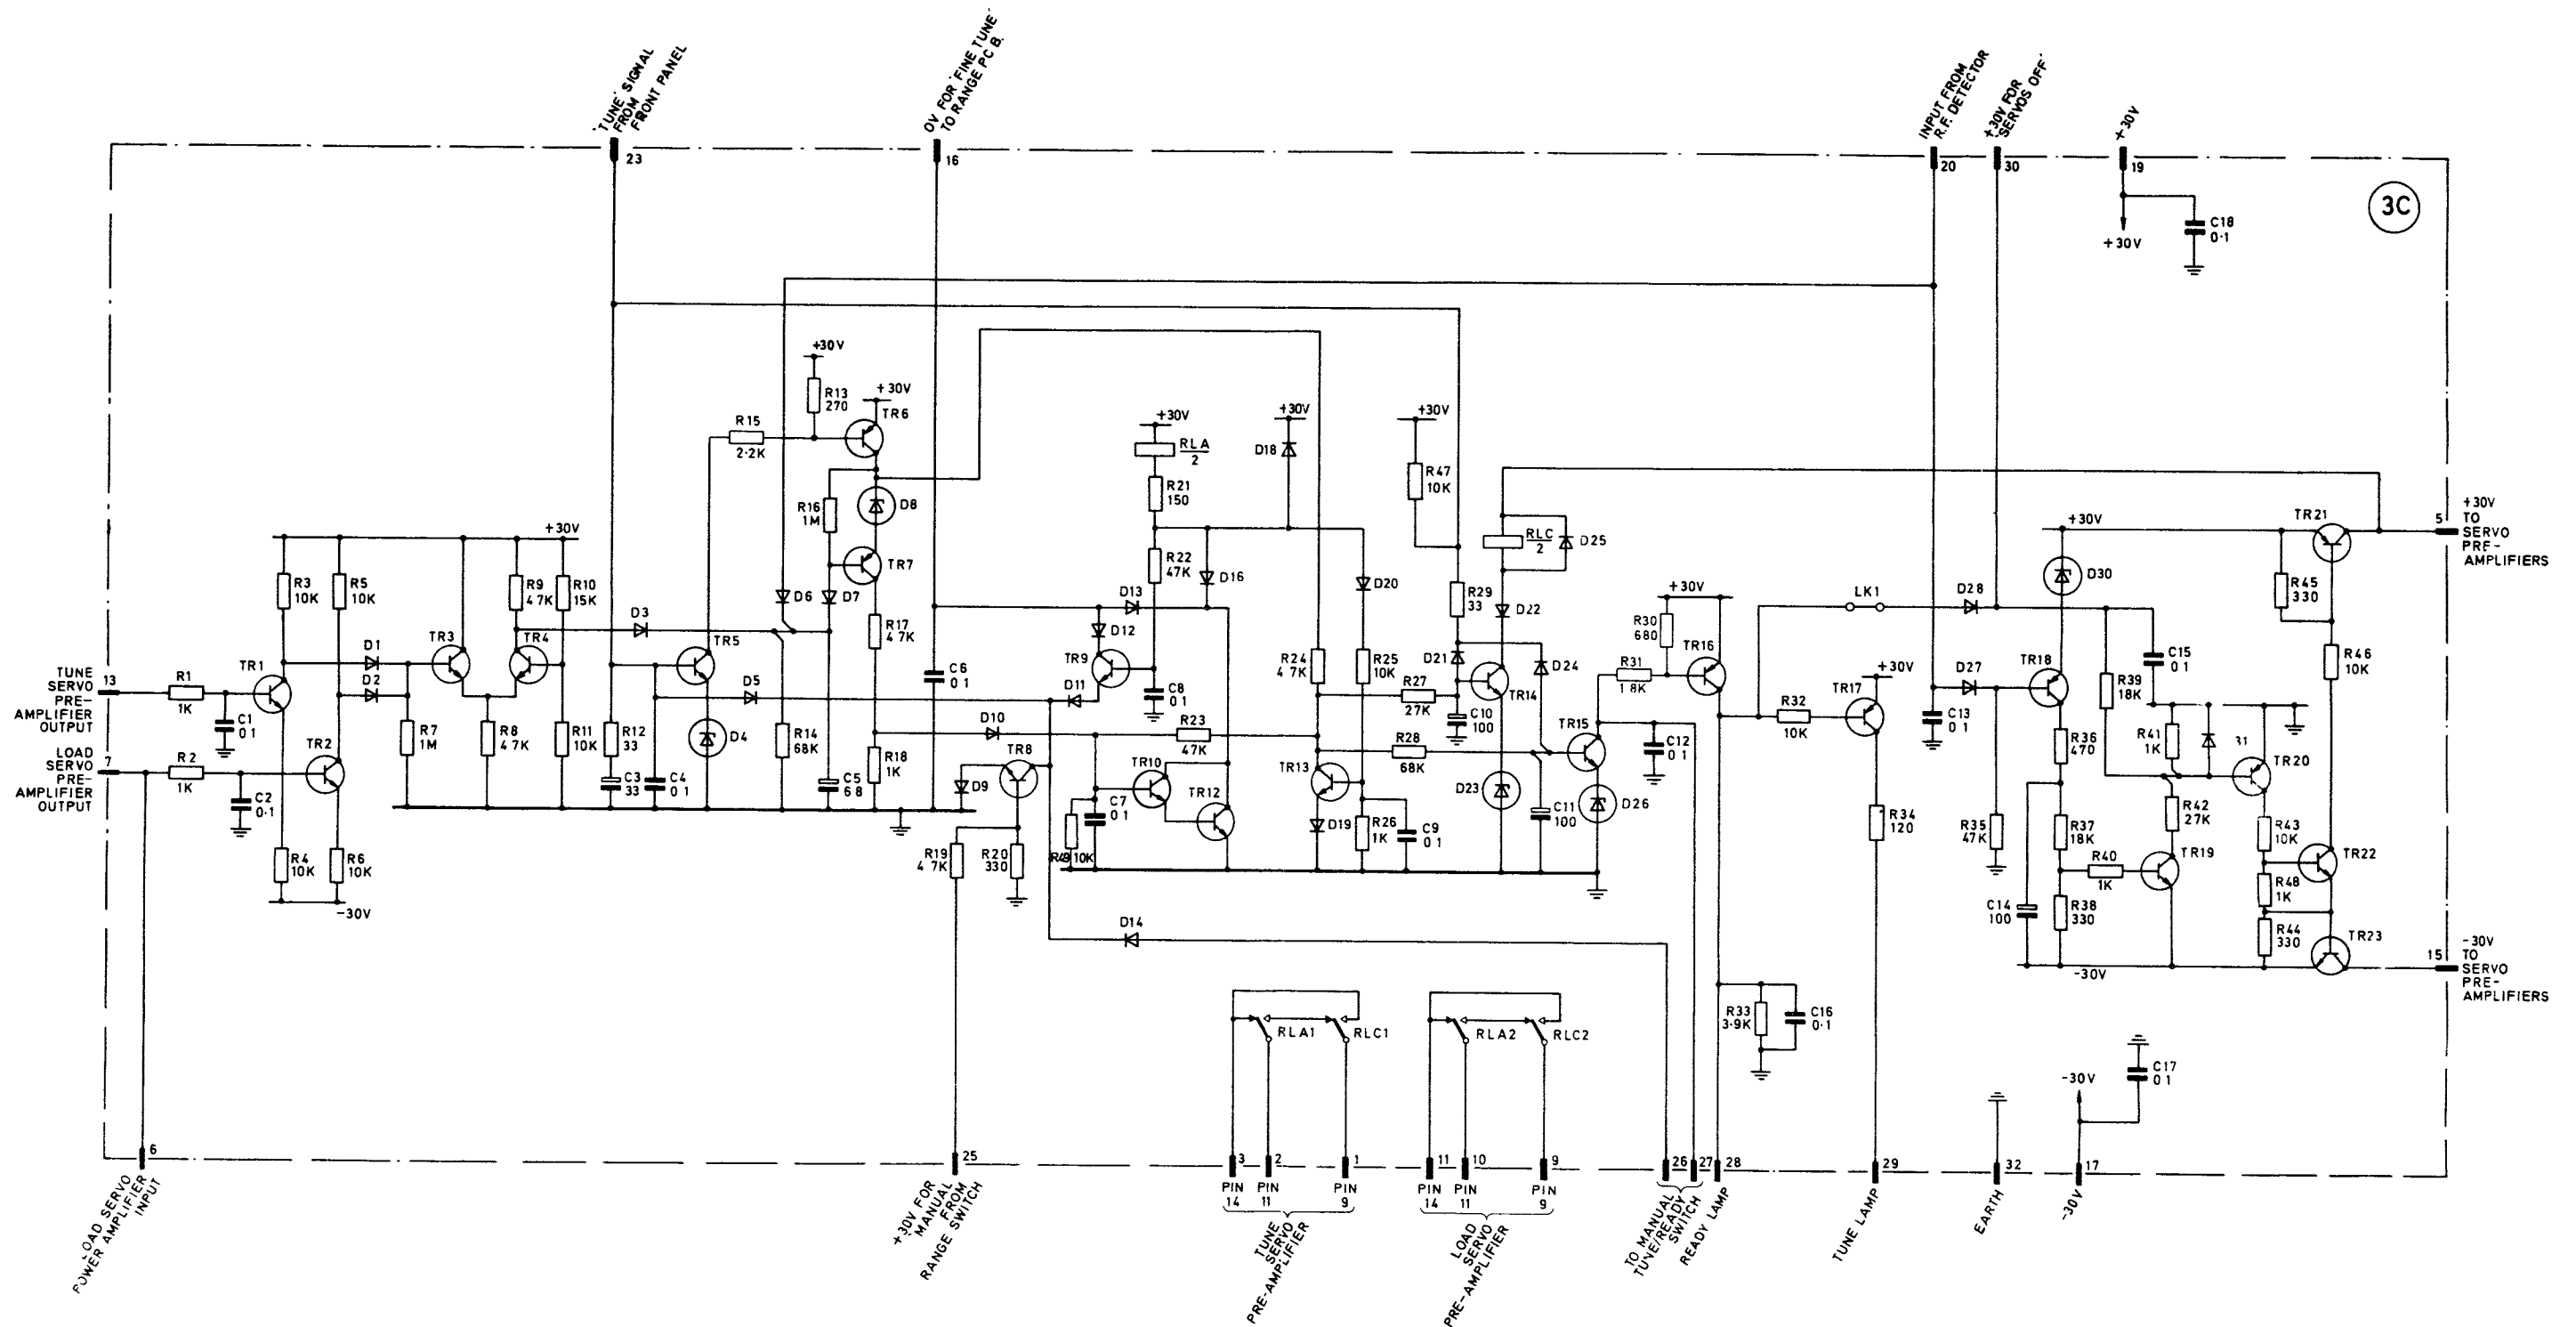 'TUNE' SIGNAL
FROM
FRONT PANEL
23
0V FOR 'FINE TUNE'
TO RANGE PCB.
16
INPUT FROM
R.F. DETECTOR
20
+30V FOR
'SERVOS OFF'
30
+30V
19
3C
C18
0·1
+30V
+30V
R13
270
+30V
TR6
R15
2·2K
R16
1M
D8
TR7
D6
D7
R17
4 7K
+30V
RLA
2
R21
150
R22
47K
D16
D13
D12
TR9
D11
C8
0 1
+30V
D18
D20
R24
4 7K
R25
10K
+30V
R47
10K
RLC
2
D25
R29
33
D22
D21
D24
R27
27K
TR14
C10
100
R28
68K
TR15
+30V
R30
680
R31
1 8K
TR16
LK1
D28
+30V
D30
R45
330
TR21
+30V
TO
SERVO
PRE-
AMPLIFIERS
5
+30V
R3
10K
R5
10K
R9
4 7K
R10
15K
D1
D2
TR3
TR4
D3
TR5
D5
TUNE
SERVO
PRE-
AMPLIFIER
OUTPUT
13
R1
1K
TR1
C1
0 1
LOAD
SERVO
PRE-
AMPLIFIER
OUTPUT
7
R2
1K
TR2
C2
0·1
R7
1M
R8
4 7K
R11
10K
R12
33
C3
33
C4
0 1
D4
R14
68K
C5
6 8
R18
1K
C6
0 1
D10
R23
47K
TR8
D9
TR10
TR12
C7
0 1
R49 10K
TR13
D19
R26
1K
C9
0 1
D23
C11
100
D26
C12
0 1
R32
10K
+30V
TR17
R34
120
D27
C13
0 1
TR18
R35
47K
R36
470
R37
18K
C14
100
R38
330
R39
18K
C15
0 1
R41
1K
31
TR20
R42
27K
R40
1K
TR19
R43
10K
R48
1K
R44
330
R46
10K
TR22
TR23
-30V
-30V
TO
SERVO
PRE-
AMPLIFIERS
15
R4
10K
R6
10K
-30V
R19
4 7K
R20
330
D14
RLA1
RLC1
RLA2
RLC2
R33
3·9K
C16
0·1
C17
0 1
-30V
6
LOAD SERVO
POWER AMPLIFIER
INPUT
25
+30V FOR
'MANUAL'
FROM
RANGE SWITCH
3
2
1
PIN
14
PIN
11
PIN
9
TUNE
SERVO
PRE-AMPLIFIER
11
10
9
PIN
14
PIN
11
PIN
9
LOAD
SERVO
PRE-AMPLIFIER
26
27
TO MANUAL
TUNE/READY
SWITCH
28
READY LAMP
29
TUNE LAMP
32
EARTH
17
-30V